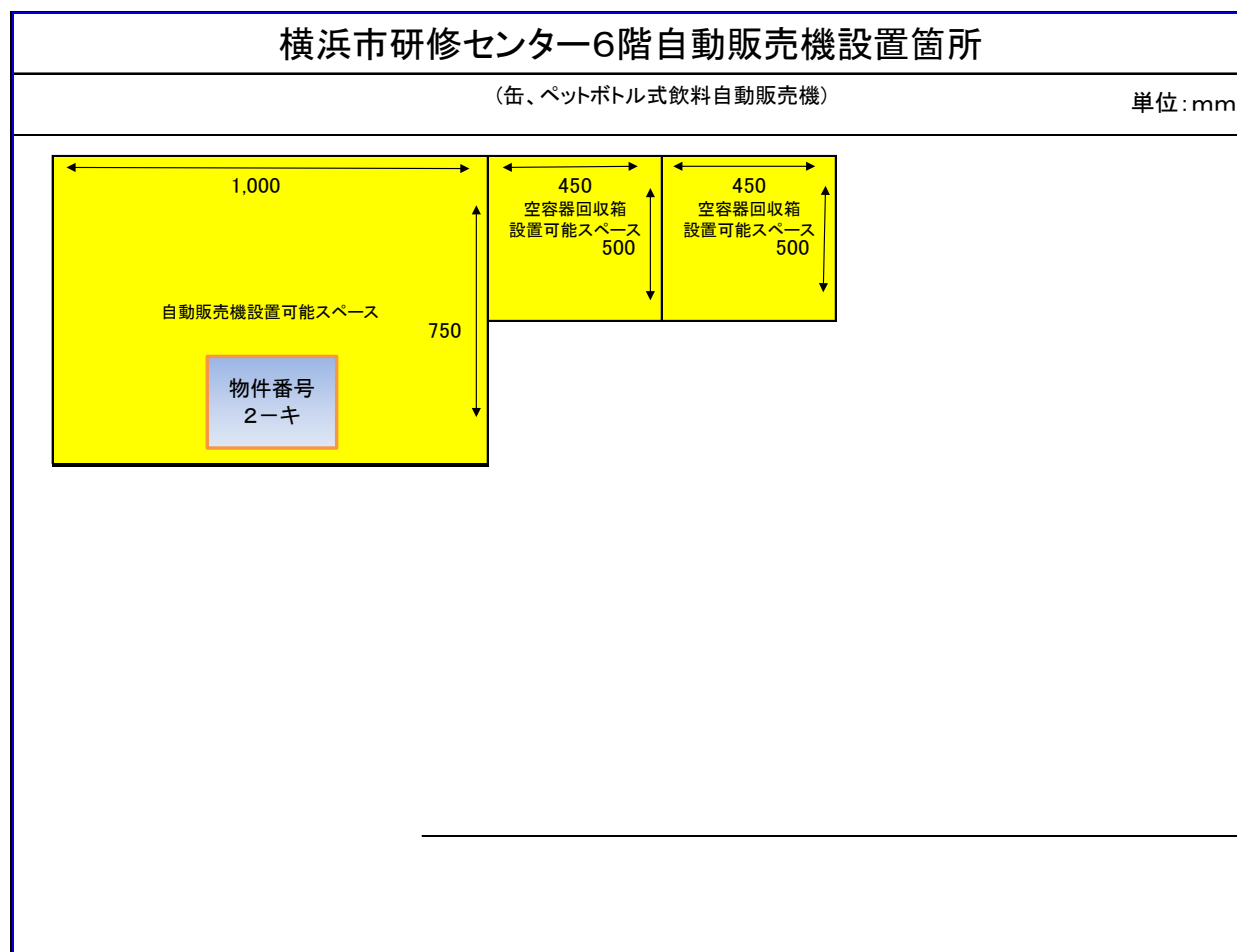 横浜市研修センター6階自動販売機設置箇所
（缶、ペットボトル式飲料自動販売機）
単位：mm
1,000
自動販売機設置可能スペース
750
物件番号
２－キ
450
空容器回収箱
設置可能スペース
500
450
空容器回収箱
設置可能スペース
500